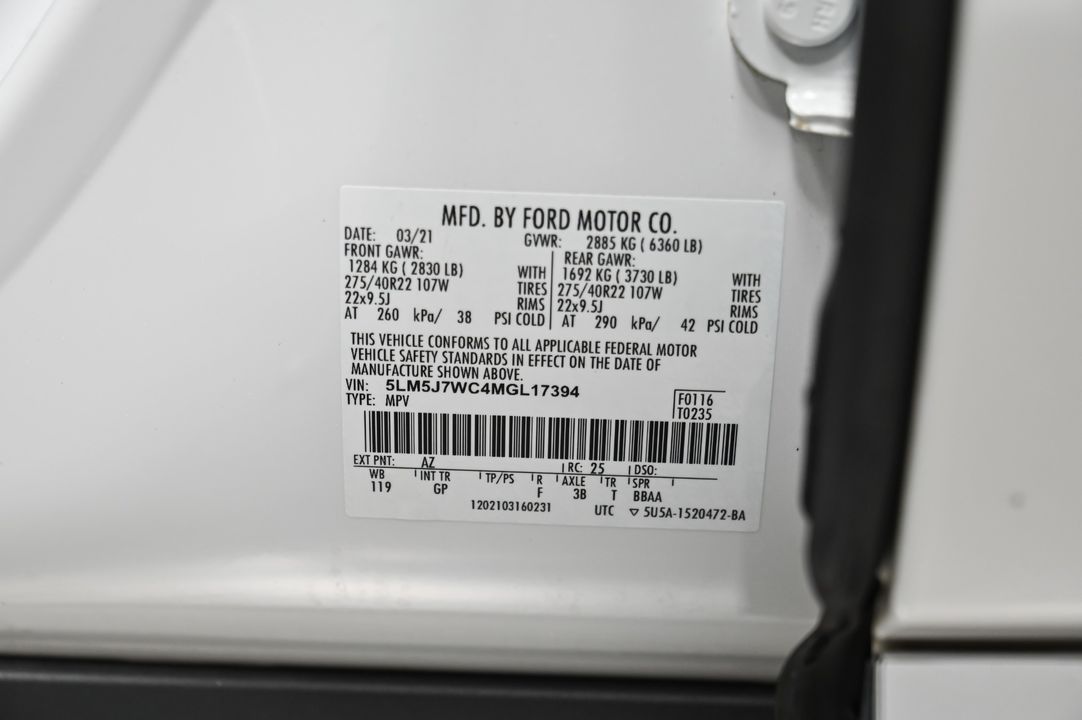 RR
9
MFD. BY FORD MOTOR CO.
DATE: 03/21 GVWR: 2885 KG ( 6360 LB)
FRONT GAWR: REAR GAWR:
1284 KG ( 2830 LB) WITH 1692 KG ( 3730 LB) WITH
275/40R22 107W TIRES 275/40R22 107W TIRES
22x9.5J RIMS 22x9.5J RIMS
AT 260 kPa/ 38 PSI COLD AT 290 kPa/ 42 PSI COLD
THIS VEHICLE CONFORMS TO ALL APPLICABLE FEDERAL MOTOR
VEHICLE SAFETY STANDARDS IN EFFECT ON THE DATE OF
MANUFACTURE SHOWN ABOVE.
VIN: 5LM5J7WC4MGL17394
TYPE: MPV
F0116
T0235
EXT PNT: AZ RC: 25 DSO:
WB INT TR TP/PS R AXLE TR SPR
119 GP F 3B T BBAA
1202103160231 UTC ▽ 5U5A-1520472-BA